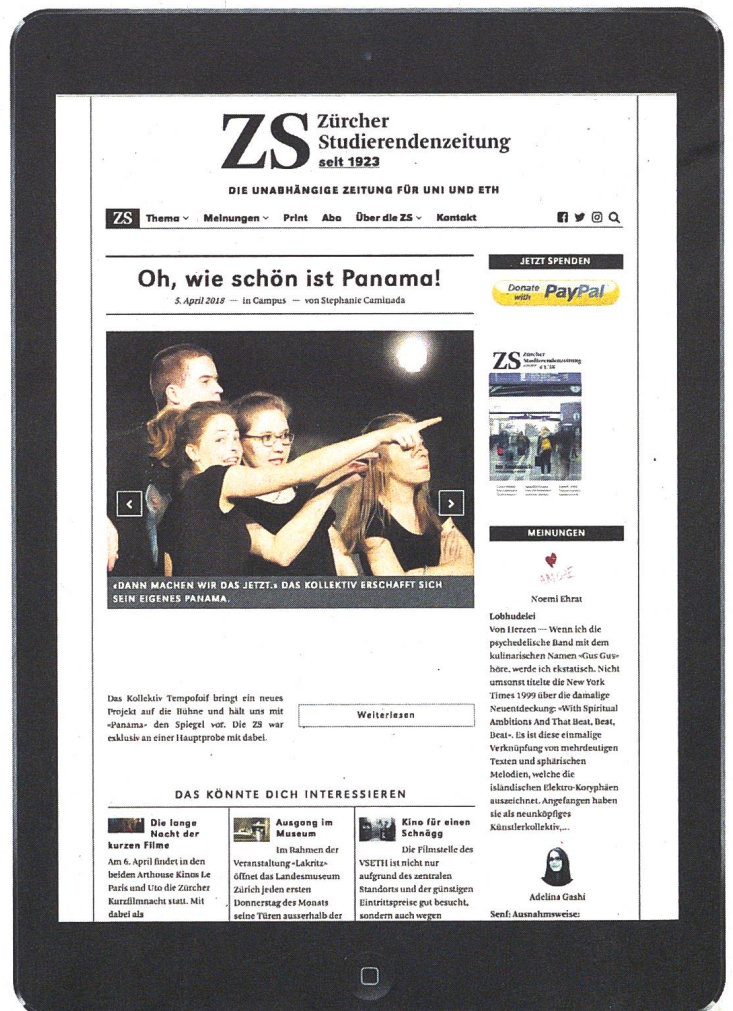 ZS Zürcher
Studierendenzeitung
seit 1923
DIE UNABHÄNGIGE ZEITUNG FÜR UNI UND ETH
ZS Thema Meinungen Print Abo Über die ZS Kontakt
Oh, wie schön ist Panama!
5. April 2018 — in Campus — von Stephanie Caminada
«DANN MACHEN WIR DAS JETZT.» DAS KOLLEKTIV ERSCHAFFT SICH
SEIN EIGENES PANAMA.
Das Kollektiv Tempofoif bringt ein neues
Projekt auf die Bühne und hält uns mit
«Panama» den Spiegel vor. Die ZS war
exklusiv an einer Hauptprobe mit dabei.
Weiterlesen
DAS KÖNNTE DICH INTERESSIEREN
Die lange
Nacht der
kurzen Filme
Am 6. April findet in den
beiden Arthouse Kinos Le
Paris und Uto die Zürcher
Kurzfilmnacht statt. Mit
dabei als
Ausgang im
Museum
Im Rahmen der
Veranstaltung «Lakritz»
öffnet das Landesmuseum
Zürich jeden ersten
Donnerstag des Monats
seine Türen ausserhalb der
Kino für einen
Schnägg
Die Filmstelle des
VSETH ist nicht nur
aufgrund des zentralen
Standorts und der günstigen
Eintrittspreise gut besucht,
sondern auch wegen
JETZT SPENDEN
Donate
with PayPal
ZS Zürcher
Studierendenzeitung
MEINUNGEN
Noemi Ehrat
Lobhudelei
Von Herzen — Wenn ich die
psychedelische Band mit dem
kulinarischen Namen «Gus Gus»
höre, werde ich ekstatisch. Nicht
umsonst titelte die New York
Times 1999 über die damalige
Neuentdeckung: «With Spiritual
Ambitions And That Beat, Beat,
Beat». Es ist diese einmalige
Verknüpfung von mehrdeutigen
Texten und sphärischen
Melodien, welche die
isländischen Elektro-Koryphäen
auszeichnet. Angefangen haben
sie als neunköpfiges
Künstlerkollektiv,...
Adelina Gashi
Senf: Ausnahmsweise: